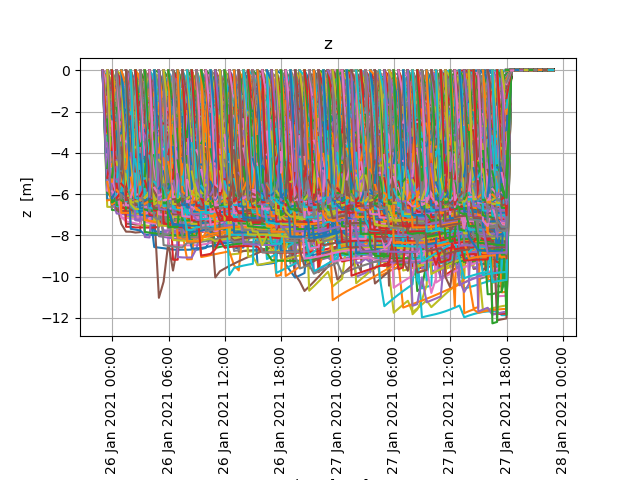 z
z [m]
0
−2
−4
−6
−8
−10
−12
26 Jan 2021 00:00
26 Jan 2021 06:00
26 Jan 2021 12:00
26 Jan 2021 18:00
27 Jan 2021 00:00
27 Jan 2021 06:00
27 Jan 2021 12:00
27 Jan 2021 18:00
28 Jan 2021 00:00